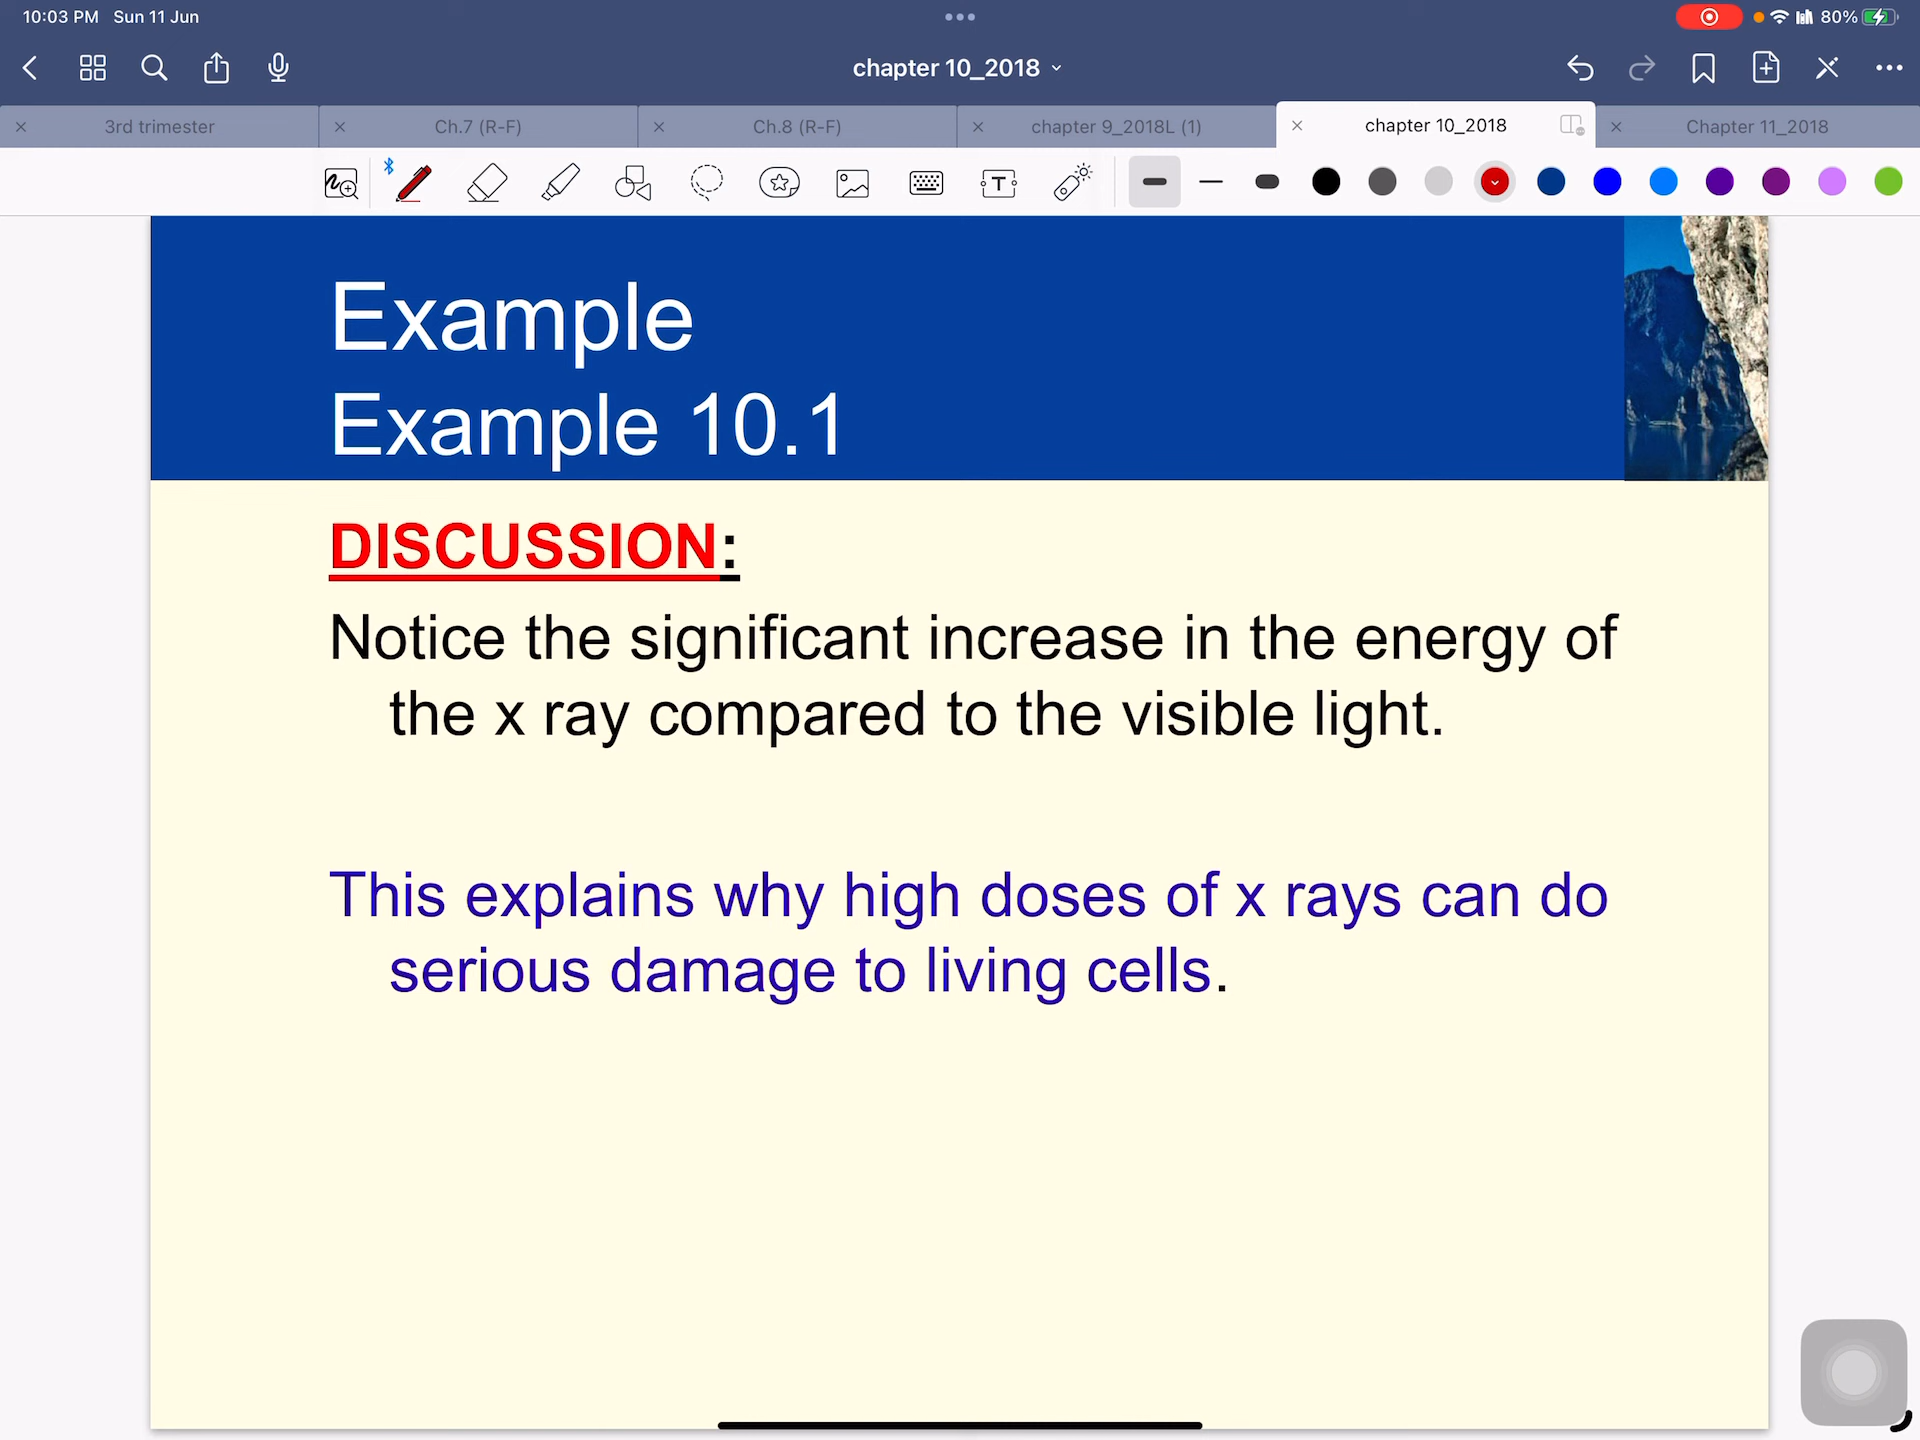 10:03 PM Sun 11 Jun
80%
chapter 10_2018
3rd trimester
Ch.7 (R-F)
Ch.8 (R-F)
chapter 9_2018L (1)
chapter 10_2018
Chapter 11_2018
T
Example
Example 10.1
DISCUSSION:
Notice the significant increase in the energy of
the x ray compared to the visible light.
This explains why high doses of x rays can do
serious damage to living cells.